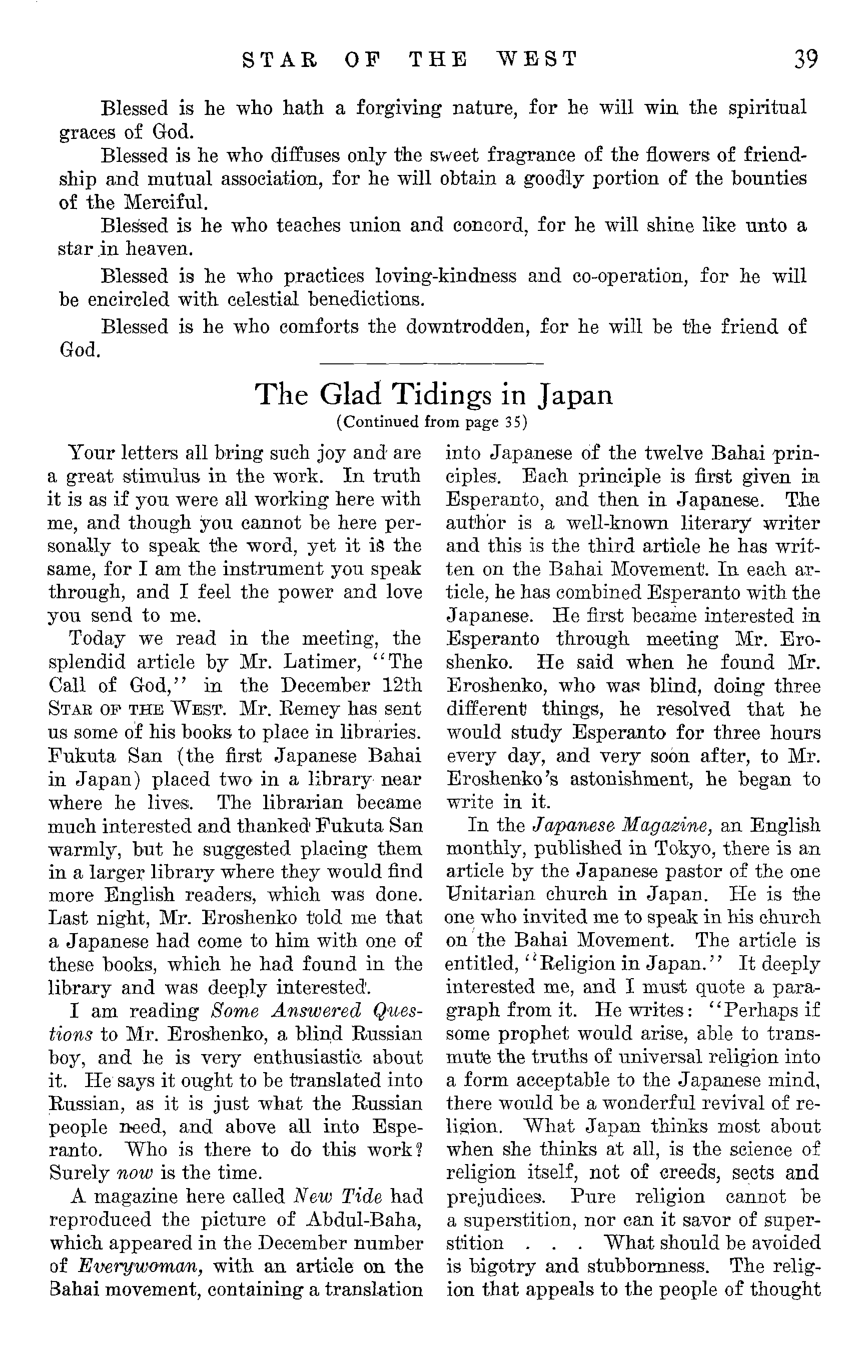 STAR OF THE WEST 39
Blessed is he who hath a forgiving nature, for he will win the spiritual
graces of God.
Blessed is he who diffuses only the sweet fragrance of the flowers of friend-
ship and mutual association, for he will obtain a goodly portion of the bounties
of the Merciful.
Blessed is he who teaches union and concord, for he will shine like unto a
star in heaven.
Blessed is he who practices loving-kindness and co-operation, for he will
be encircled with celestial benedictions.
Blessed is he who comforts the downtrodden, for he will be the friend of
God.
The Glad Tidings in Japan
(Continued from page 35)
Your letters all bring such joy and are
a great stimulus in the work. In truth
it is as if you were all working here with
me, and though you cannot be here per-
sonally to speak the word, yet it is the
same, for I am the instrument you speak
through, and I feel the power and love
you send to me.
Today we read in the meeting, the
splendid article by Mr. Latimer, "The
Call of God," in the December 12th
STAR OF THE WEST. Mr. Remey has sent
us some of his books to place in libraries.
Fukuta San (the first Japanese Bahai
in Japan) placed two in a library near
where he lives. The librarian became
much interested and thanked Fukuta San
warmly, but he suggested placing them
in a larger library where they would find
more English readers, which was done.
Last night, Mr. Eroshenko told me that
a Japanese had come to him with one of
these books, which he had found in the
library and was deeply interested.
I am reading Some Answered Ques-
tions to Mr. Eroshenko, a blind Russian
boy, and he is very enthusiastic about
it. He says it ought to be translated into
Russian, as it is just what the Russian
people need, and above all into Espe-
ranto. Who is there to do this work?
Surely now is the time.
A magazine here called New Tide had
reproduced the picture of Abdul-Baha,
which appeared in the December number
of Everywoman, with an article on the
Bahai movement, containing a translation
into Japanese of the twelve Bahai prin-
ciples. Each principle is first given in
Esperanto, and then in Japanese. The
author is a well-known literary writer
and this is the third article he has writ-
ten on the Bahai Movement. In each ar-
ticle, he has combined Esperanto with the
Japanese. He first became interested in
Esperanto through meeting Mr. Ero-
shenko. He said when he found Mr.
Eroshenko, who was blind, doing three
different things, he resolved that he
would study Esperanto for three hours
every day, and very soon after, to Mr.
Eroshenko's astonishment, he began to
write in it.
In the Japanese Magazine, an English
monthly, published in Tokyo, there is an
article by the Japanese pastor of the one
Unitarian church in Japan. He is the
one who invited me to speak in his church
on the Bahai Movement. The article is
entitled, "Religion in Japan." It deeply
interested me, and I must quote a para-
graph from it. He writes: "Perhaps if
some prophet would arise, able to trans-
mute the truths of universal religion into
a form acceptable to the Japanese mind,
there would be a wonderful revival of re-
ligion. What Japan thinks most about
when she thinks at all, is the science of
religion itself, not of creeds, sects and
prejudices. Pure religion cannot be
a superstition, nor can it savor of super-
stition . . . What should be avoided
is bigotry and stubbornness. The relig-
ion that appeals to the people of thought